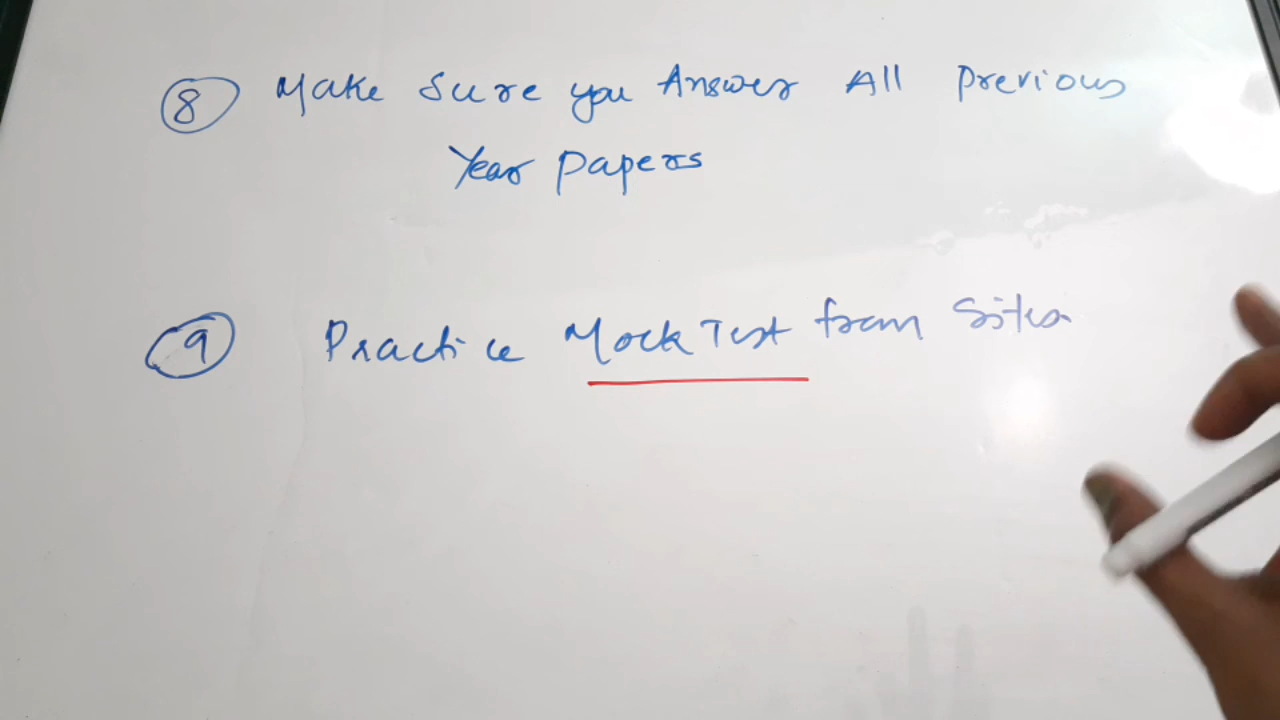 8 Make Sure you Answer All Previous
Year Papers
9 Practice Mock Test from Sites